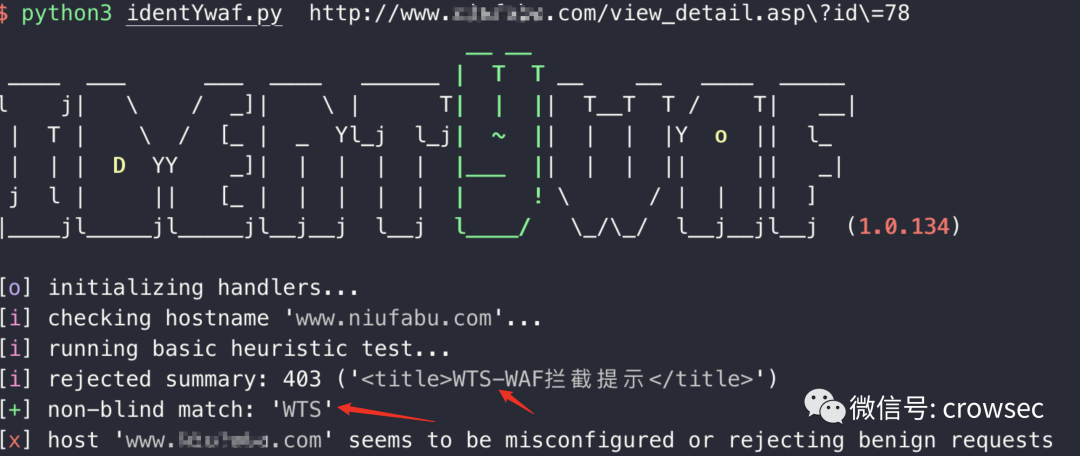 $ python3 identYwaf.py http://www. .com/view_detail.asp\?id\=78
(1.0.134)
[o] initializing handlers...
[i] checking hostname 'www.niufabu.com'...
[i] running basic heuristic test...
[i] rejected summary: 403 ('<title>WTS-WAF拦截提示</title>')
[+] non-blind match: 'WTS'
微信号: crowsec
[x] host 'www. .com' seems to be misconfigured or rejecting benign requests